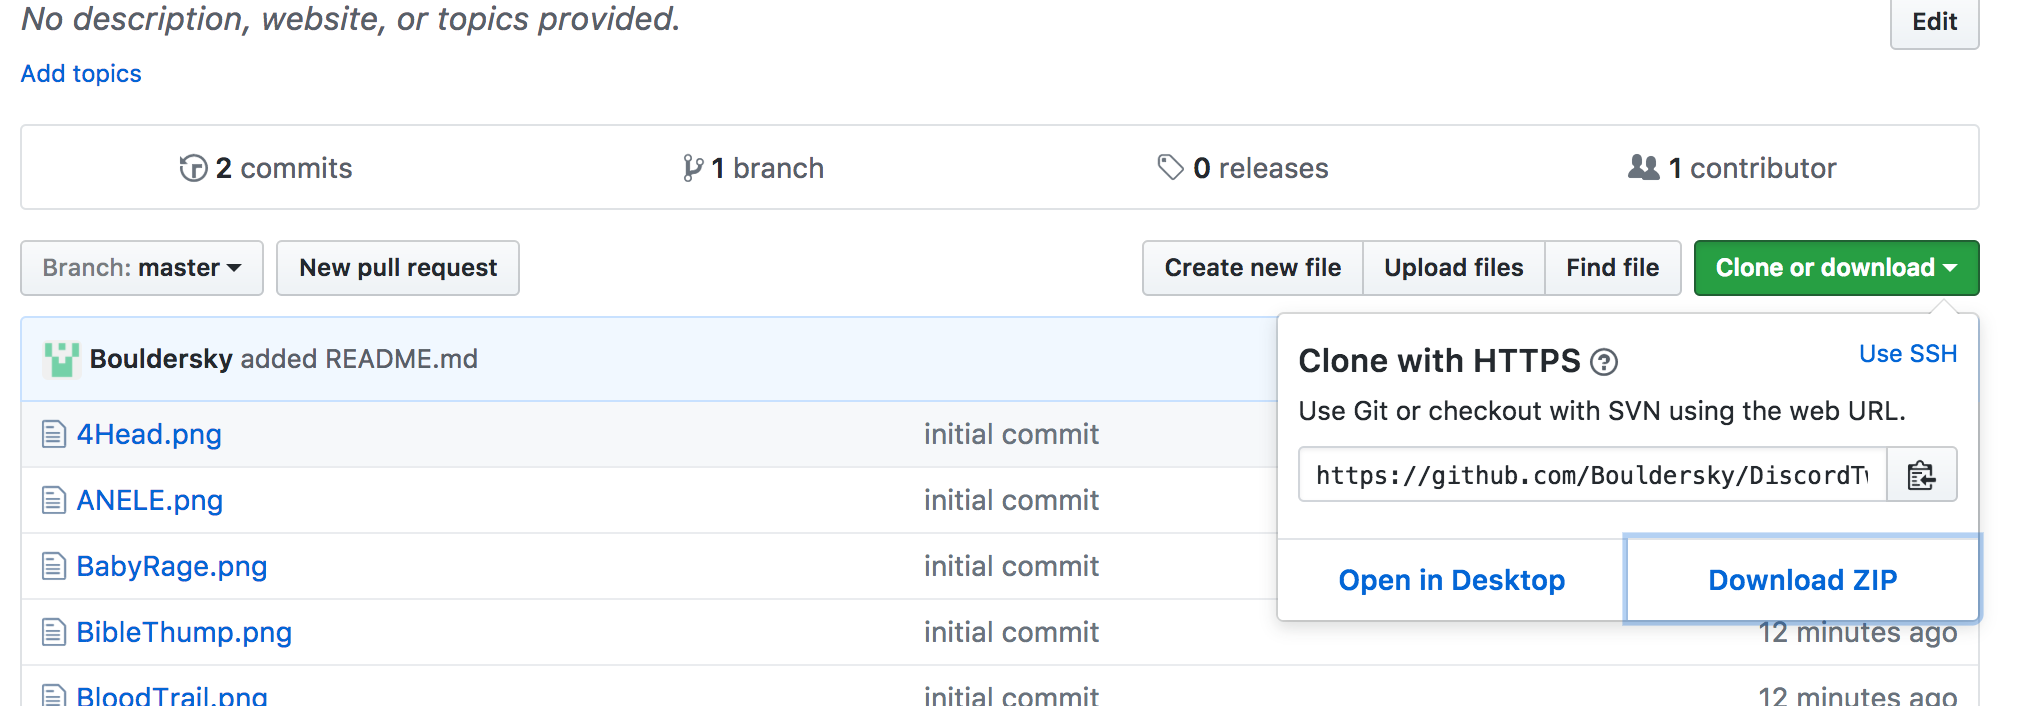 No description, website, or topics provided.
Edit
Add topics
2 commits
1 branch
0 releases
1 contributor
Branch: master
New pull request
Create new file
Upload files
Find file
Clone or download
Bouldersky added README.md
Clone with HTTPS
Use SSH
Use Git or checkout with SVN using the web URL.
https://github.com/Bouldersky/DiscordTw
Open in Desktop
Download ZIP
4Head.png initial commit
ANELE.png initial commit
BabyRage.png initial commit
BibleThump.png initial commit 12 minutes ago
BloodTrail.png initial commit 12 minutes ago